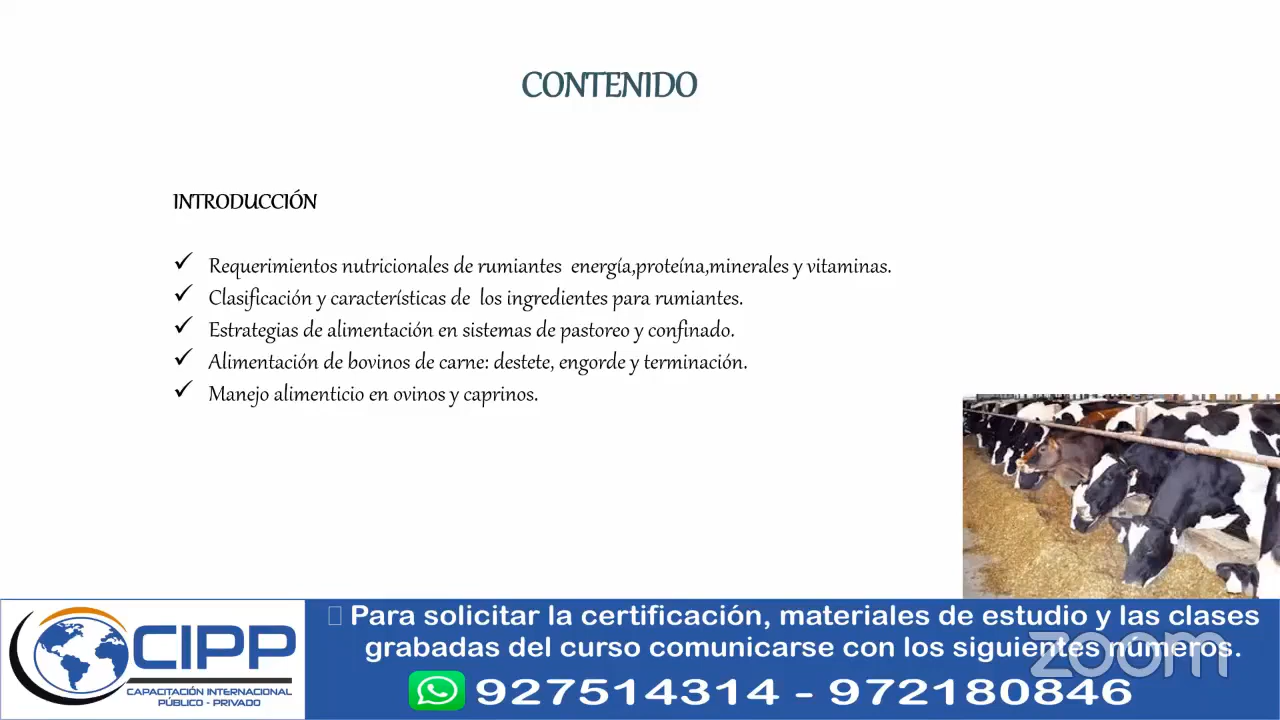 CONTENIDO
INTRODUCCIÓN
✓ Requerimientos nutricionales de rumiantes  energía,proteína,minerales y vitaminas.
✓ Clasificación y características de  los ingredientes para rumiantes.
✓ Estrategias de alimentación en sistemas de pastoreo y confinado.
✓ Alimentación de bovinos de carne: destete, engorde y terminación.
✓ Manejo alimenticio en ovinos y caprinos.
CIPP
CAPACITACIÓN INTERNACIONAL
PÚBLICO - PRIVADO
Para solicitar la certificación, materiales de estudio y las clases
grabadas del curso comunicarse con los siguientes números.
927514314 - 972180846
zoom